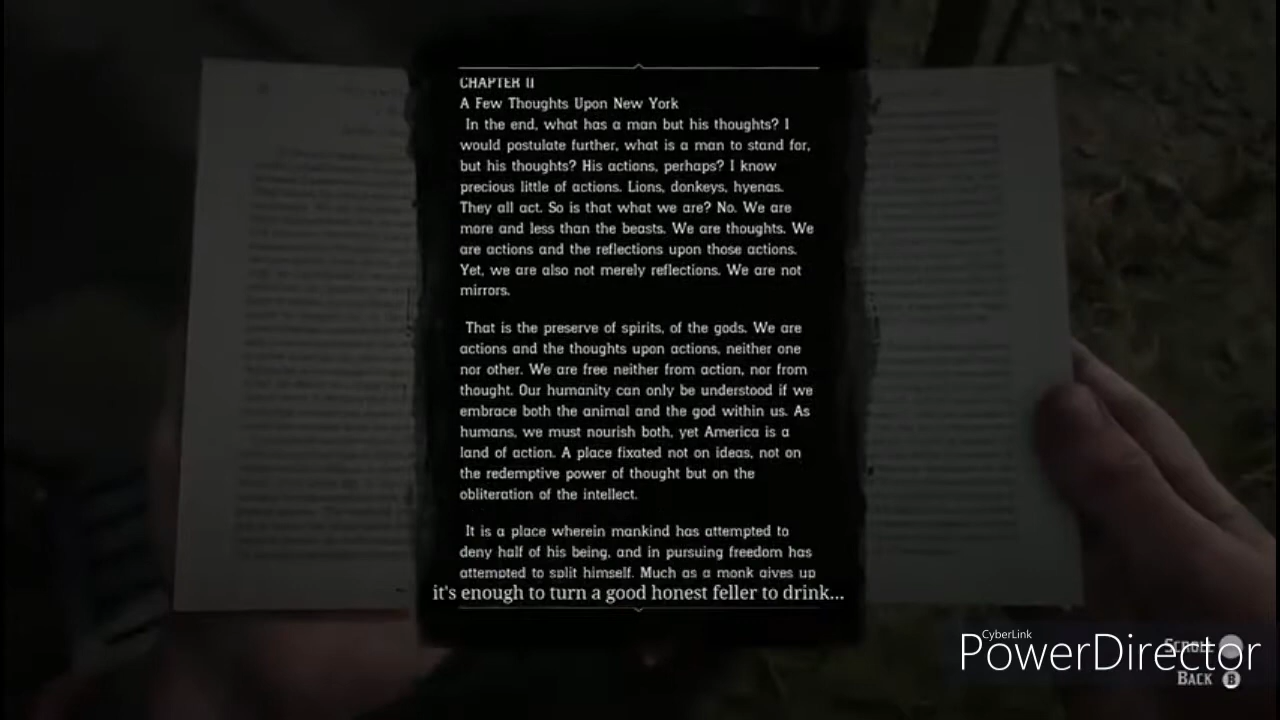 CHAPTER II
A Few Thoughts Upon New York
In the end, what has a man but his thoughts? I
would postulate further, what is a man to stand for,
but his thoughts? His actions, perhaps? I know
precious little of actions. Lions, donkeys, hyenas.
They all act. So is that what we are? No. We are
more and less than the beasts. We are thoughts. We
are actions and the reflections upon those actions.
Yet, we are also not merely reflections. We are not
mirrors.
That is the preserve of spirits, of the gods. We are
actions and the thoughts upon actions, neither one
nor other. We are free neither from action, nor from
thought. Our humanity can only be understood if we
embrace both the animal and the god within us. As
humans, we must nourish both, yet America is a
land of action. A place fixated not on ideas, not on
the redemptive power of thought but on the
obliteration of the intellect.
It is a place wherein mankind has attempted to
deny half of his being, and in pursuing freedom has
attempted to split himself. Much as a monk gives up
it's enough to turn a good honest feller to drink...
CyberLink
PowerDirector
SCROLL
BACK B